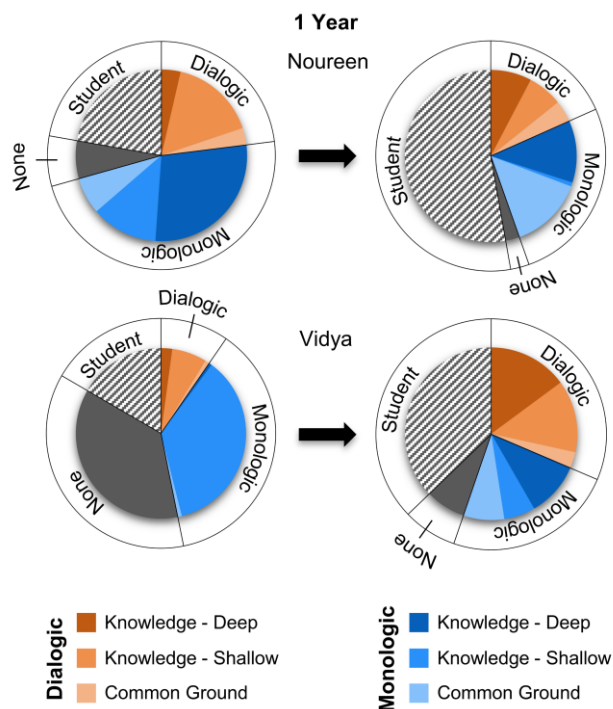 1 Year
Noureen
Student
Dialogic
None
Monologic
Student
Dialogic
Monologic
None
Vidya
Student
Dialogic
Monologic
None
Student
Dialogic
Monologic
None
Dialogic
Knowledge - Deep
Knowledge - Shallow
Common Ground
Monologic
Knowledge - Deep
Knowledge - Shallow
Common Ground